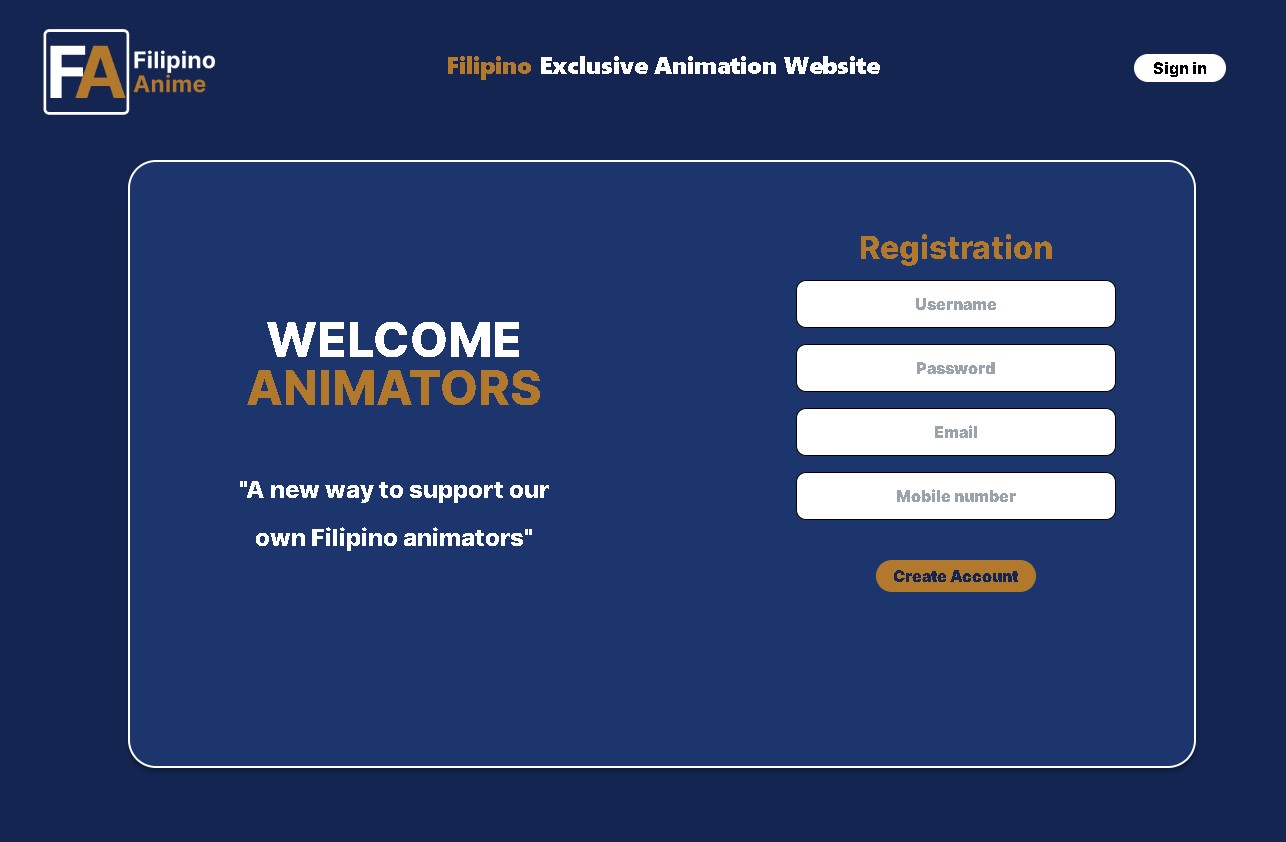 FA
Filipino
Anime
Filipino Exclusive Animation Website
Sign in
WELCOME
ANIMATORS
"A new way to support our
own Filipino animators"
Registration
Username
Password
Email
Mobile number
Create Account